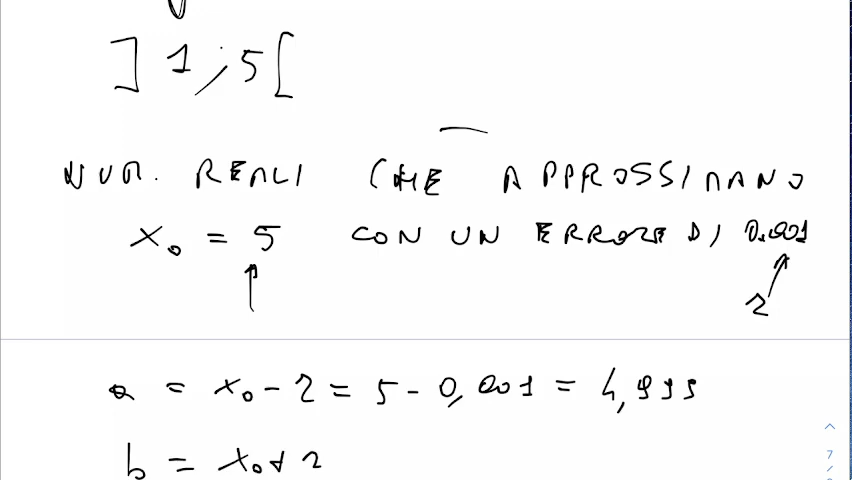 ]1;5[
NUM. REALI CHE APPROSSIMANO
x₀ = 5 CON UN ERRORE DI 0.001
r
a = x₀ - r = 5 - 0,001 = 4,999
b = x₀ + r
7